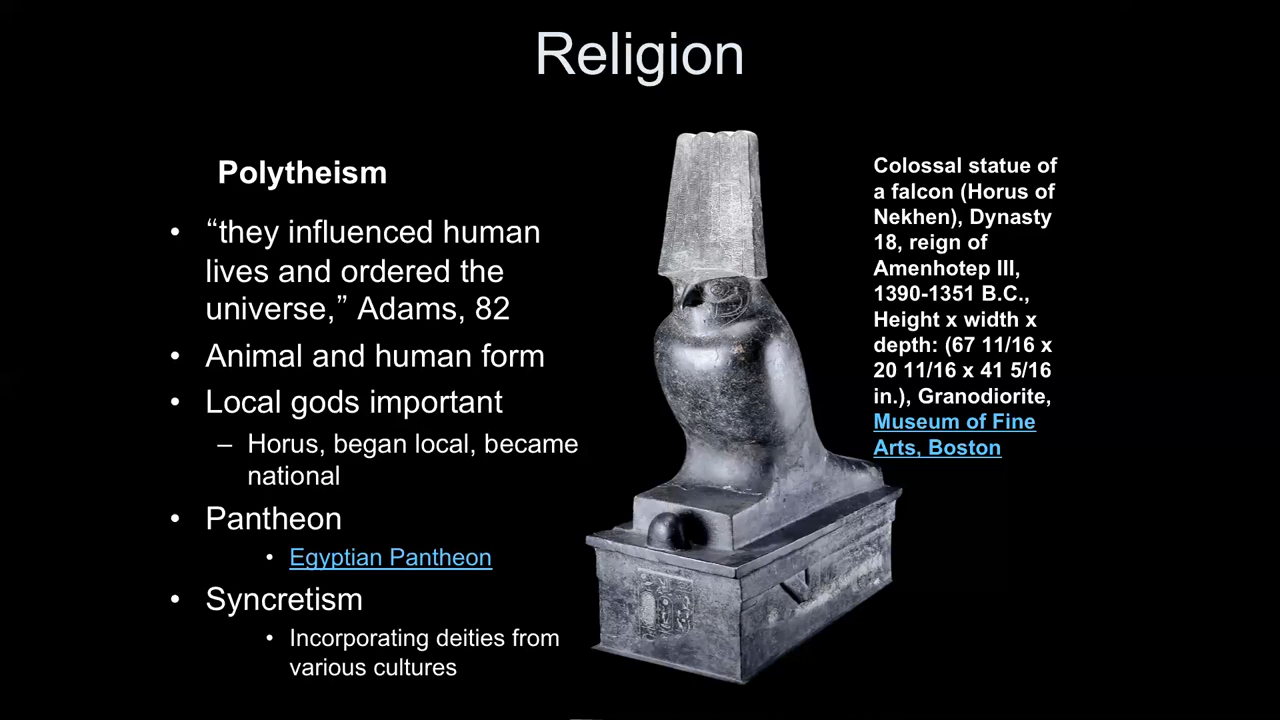 Religion
Polytheism
• “they influenced human
lives and ordered the
universe,” Adams, 82
• Animal and human form
• Local gods important
– Horus, began local, became
national
• Pantheon
• Egyptian Pantheon
• Syncretism
• Incorporating deities from
various cultures
Colossal statue of
a falcon (Horus of
Nekhen), Dynasty
18, reign of
Amenhotep III,
1390-1351 B.C.,
Height x width x
depth: (67 11/16 x
20 11/16 x 41 5/16
in.), Granodiorite,
Museum of Fine
Arts, Boston